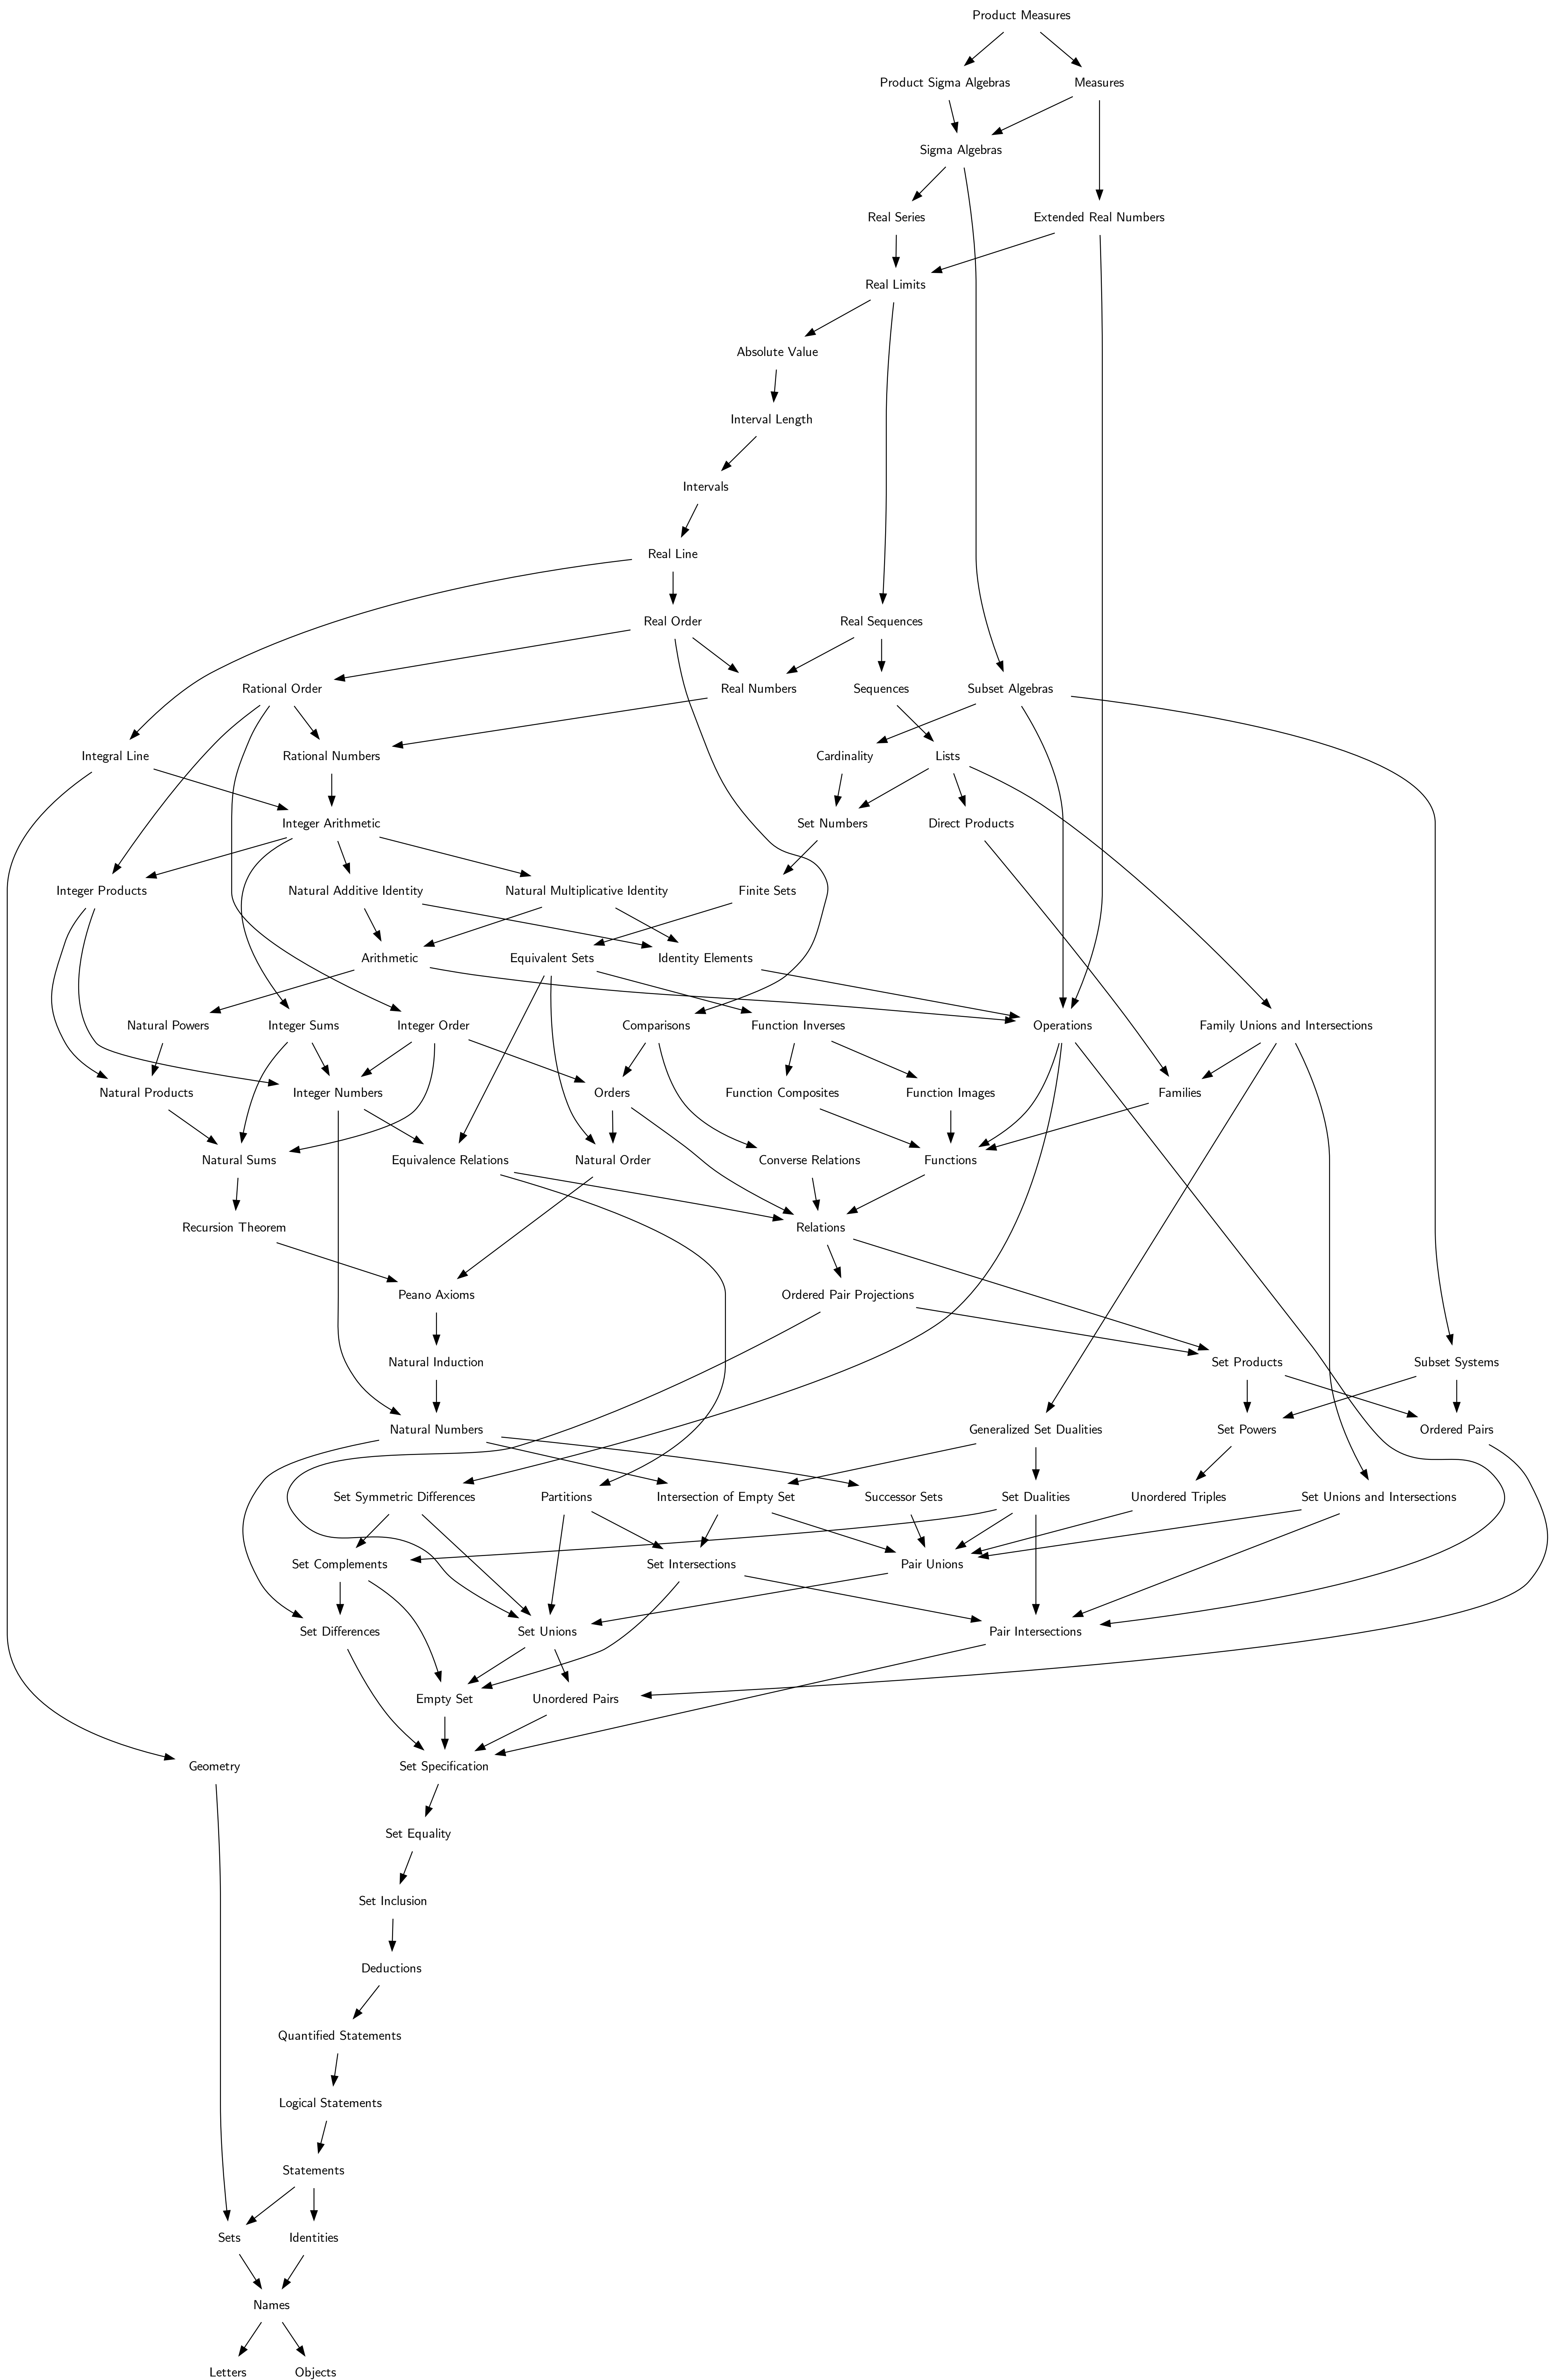 Product Measures
Product Sigma Algebras
Measures
Sigma Algebras
Real Series
Extended Real Numbers
Real Limits
Absolute Value
Interval Length
Intervals
Real Line
Real Order
Real Sequences
Rational Order
Real Numbers
Sequences
Subset Algebras
Integral Line
Rational Numbers
Cardinality
Lists
Integer Arithmetic
Set Numbers
Direct Products
Integer Products
Natural Additive Identity
Natural Multiplicative Identity
Finite Sets
Arithmetic
Equivalent Sets
Identity Elements
Natural Powers
Integer Sums
Integer Order
Comparisons
Function Inverses
Operations
Family Unions and Intersections
Natural Products
Integer Numbers
Orders
Function Composites
Function Images
Families
Natural Sums
Equivalence Relations
Natural Order
Converse Relations
Functions
Recursion Theorem
Relations
Peano Axioms
Ordered Pair Projections
Natural Induction
Set Products
Subset Systems
Natural Numbers
Generalized Set Dualities
Set Powers
Ordered Pairs
Set Symmetric Differences
Partitions
Intersection of Empty Set
Successor Sets
Set Dualities
Unordered Triples
Set Unions and Intersections
Set Complements
Set Intersections
Pair Unions
Set Differences
Set Unions
Pair Intersections
Empty Set
Unordered Pairs
Geometry
Set Specification
Set Equality
Set Inclusion
Deductions
Quantified Statements
Logical Statements
Statements
Sets
Identities
Names
Letters
Objects